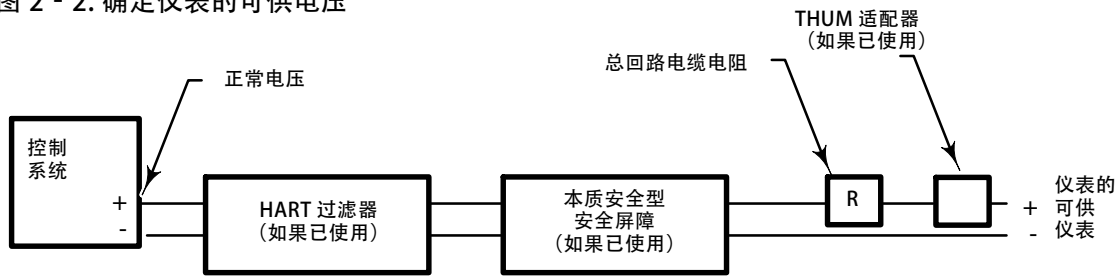 图 2‐2. 确定仪表的可供电压
THUM 适配器
（如果已使用）
总回路电缆电阻
正常电压
控制
系统
+
-
HART 过滤器
（如果已使用）
本质安全型
安全屏障
（如果已使用）
R
+
-
仪表的
可供
仪表